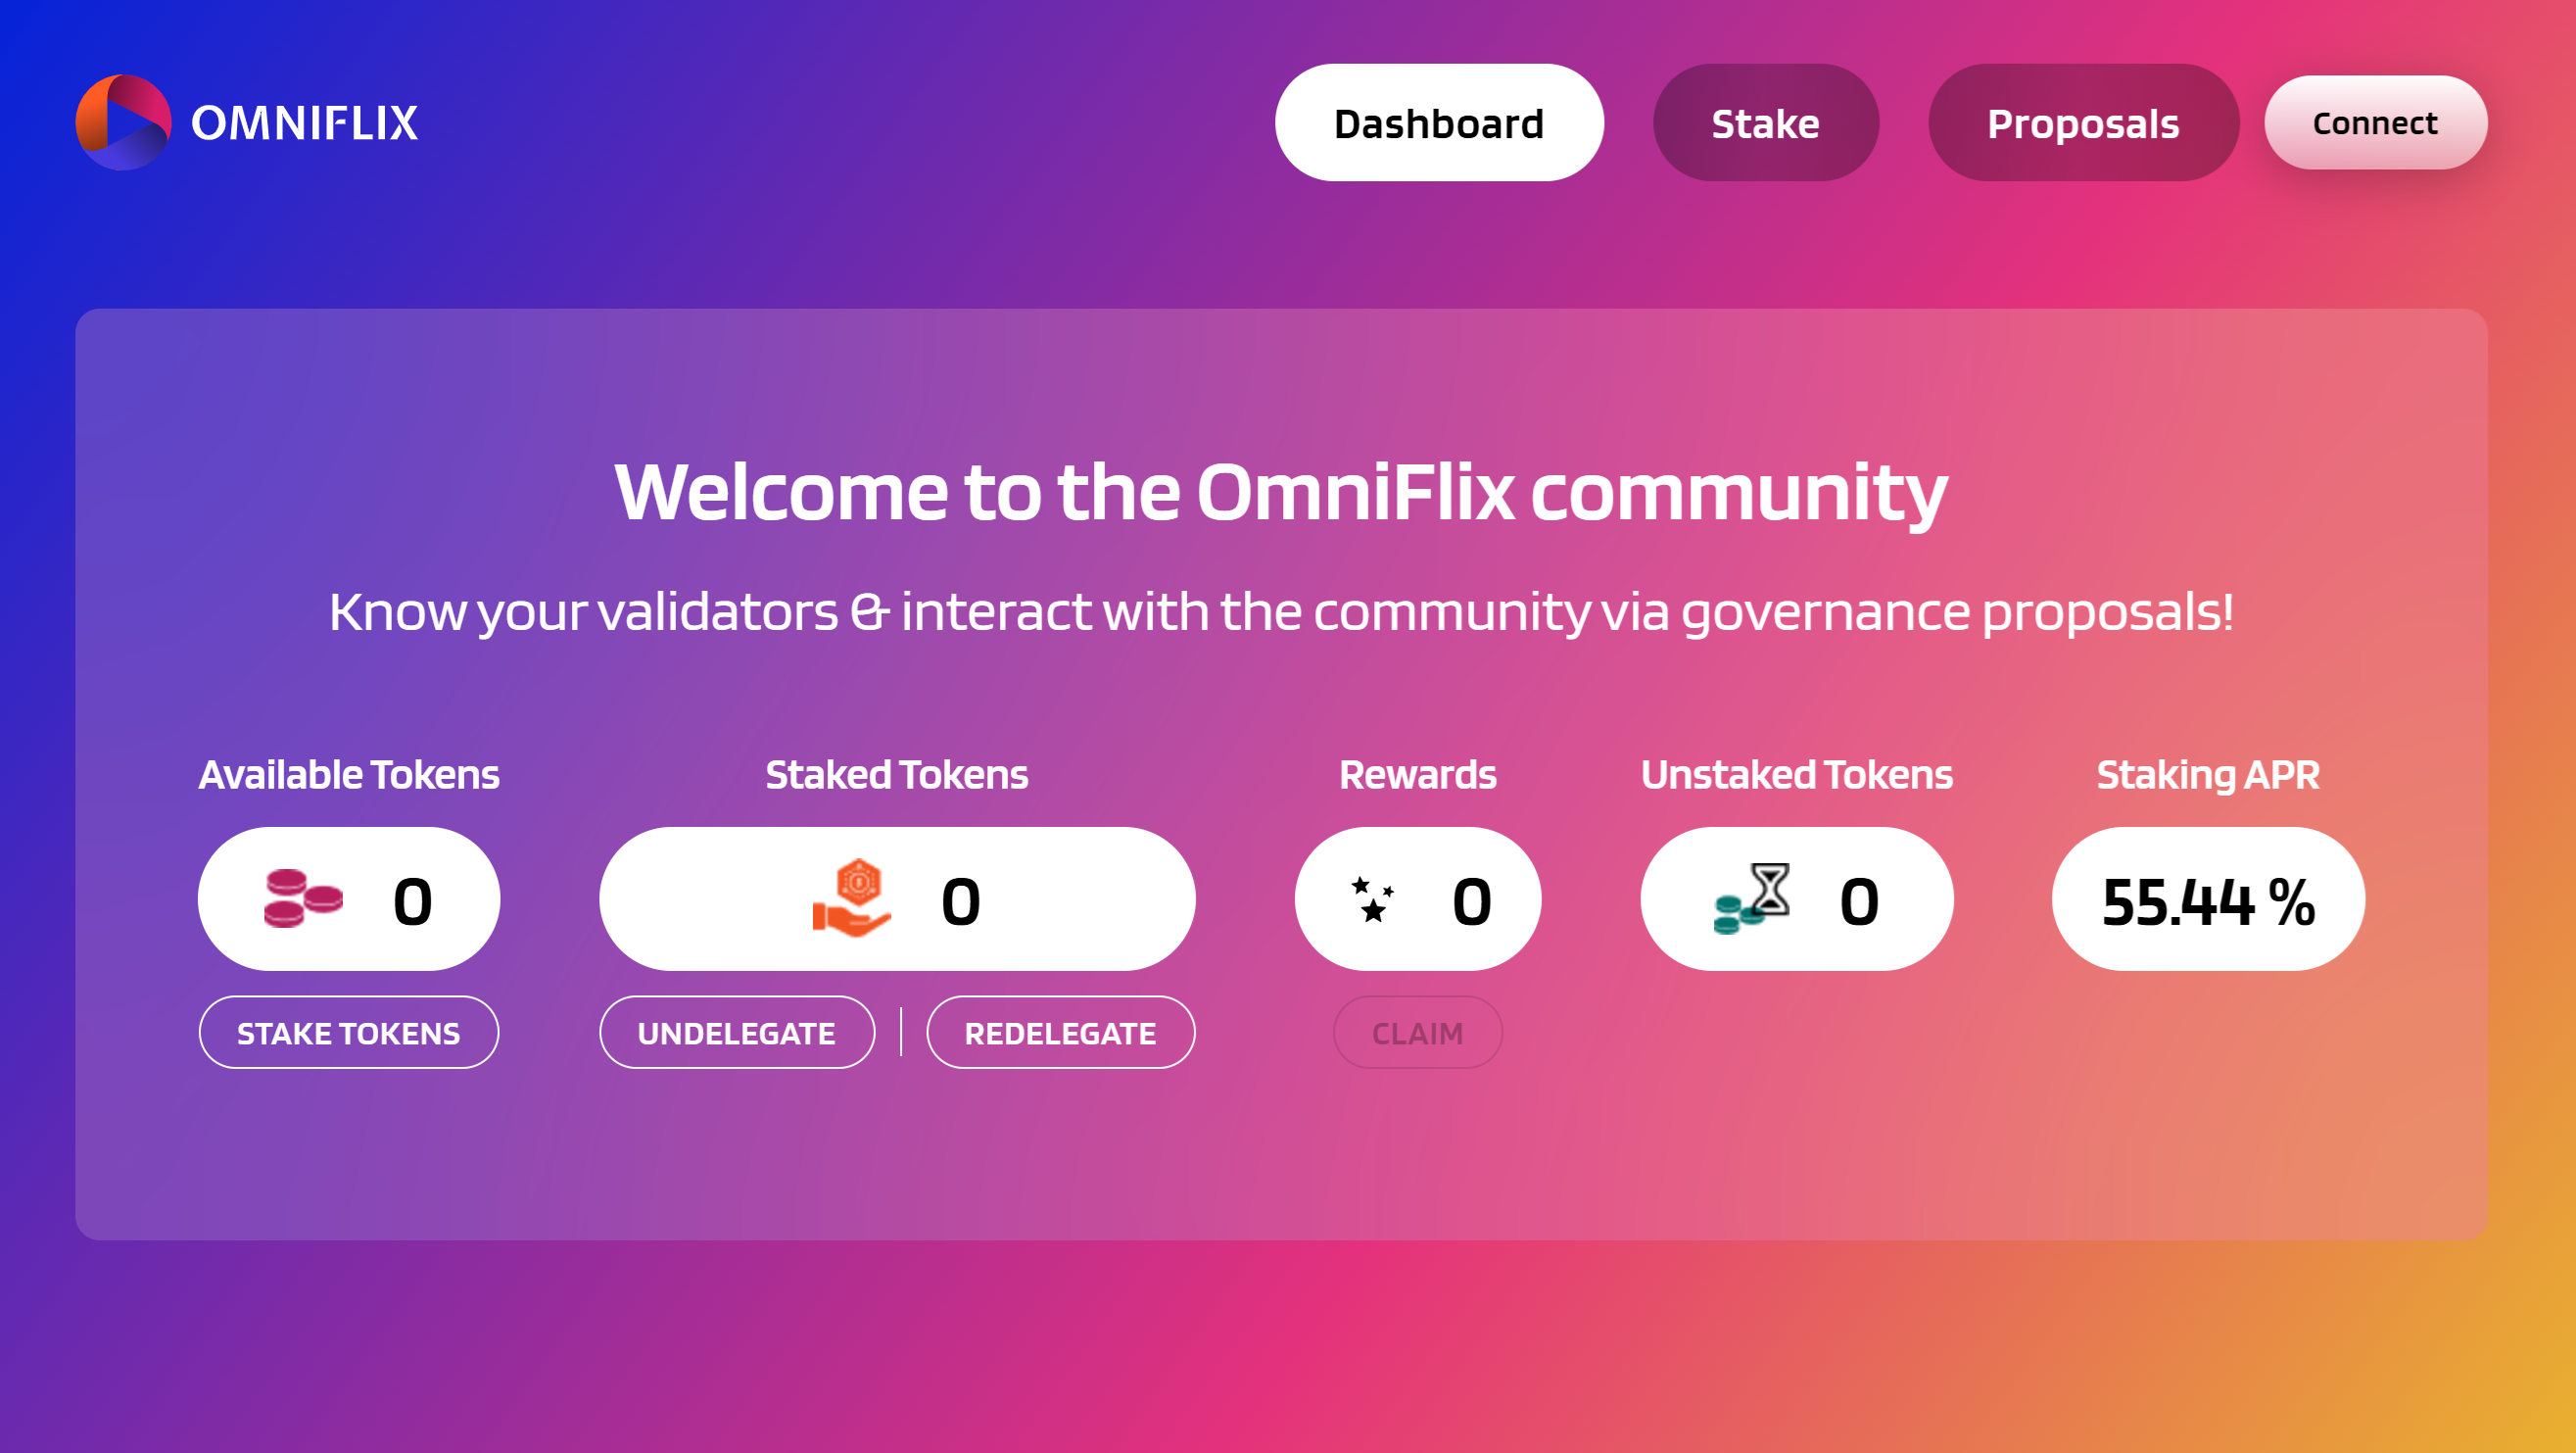 OMNIFLIX
Dashboard
Stake
Proposals
Connect
Welcome to the OmniFlix community
Know your validators & interact with the community via governance proposals!
Available Tokens
Staked Tokens
Rewards
Unstaked Tokens
Staking APR
0
0
0
0
55.44 %
STAKE TOKENS
UNDELEGATE
REDELEGATE
CLAIM